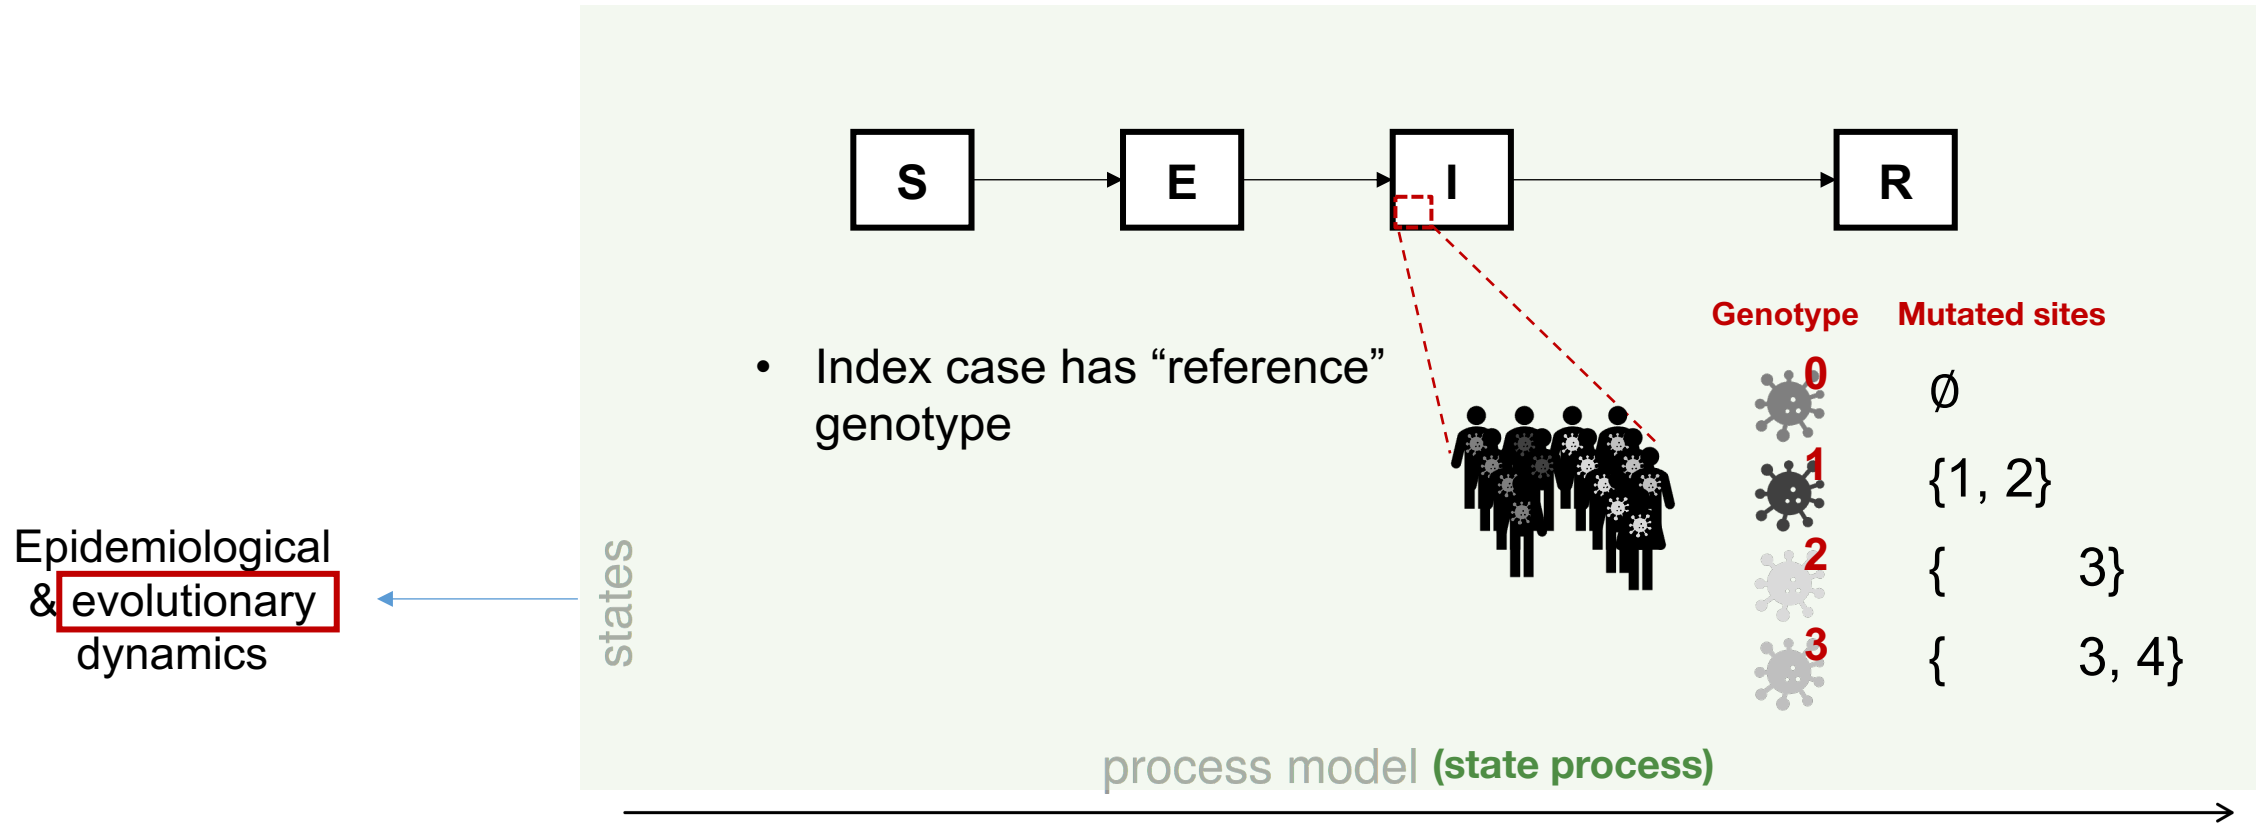 S
E
I
R
• Index case has “reference”
genotype
Genotype Mutated sites
0 ∅
1 {1, 2}
2 { 3}
3 { 3, 4}
Epidemiological
& evolutionary
dynamics
states
process model (state process)